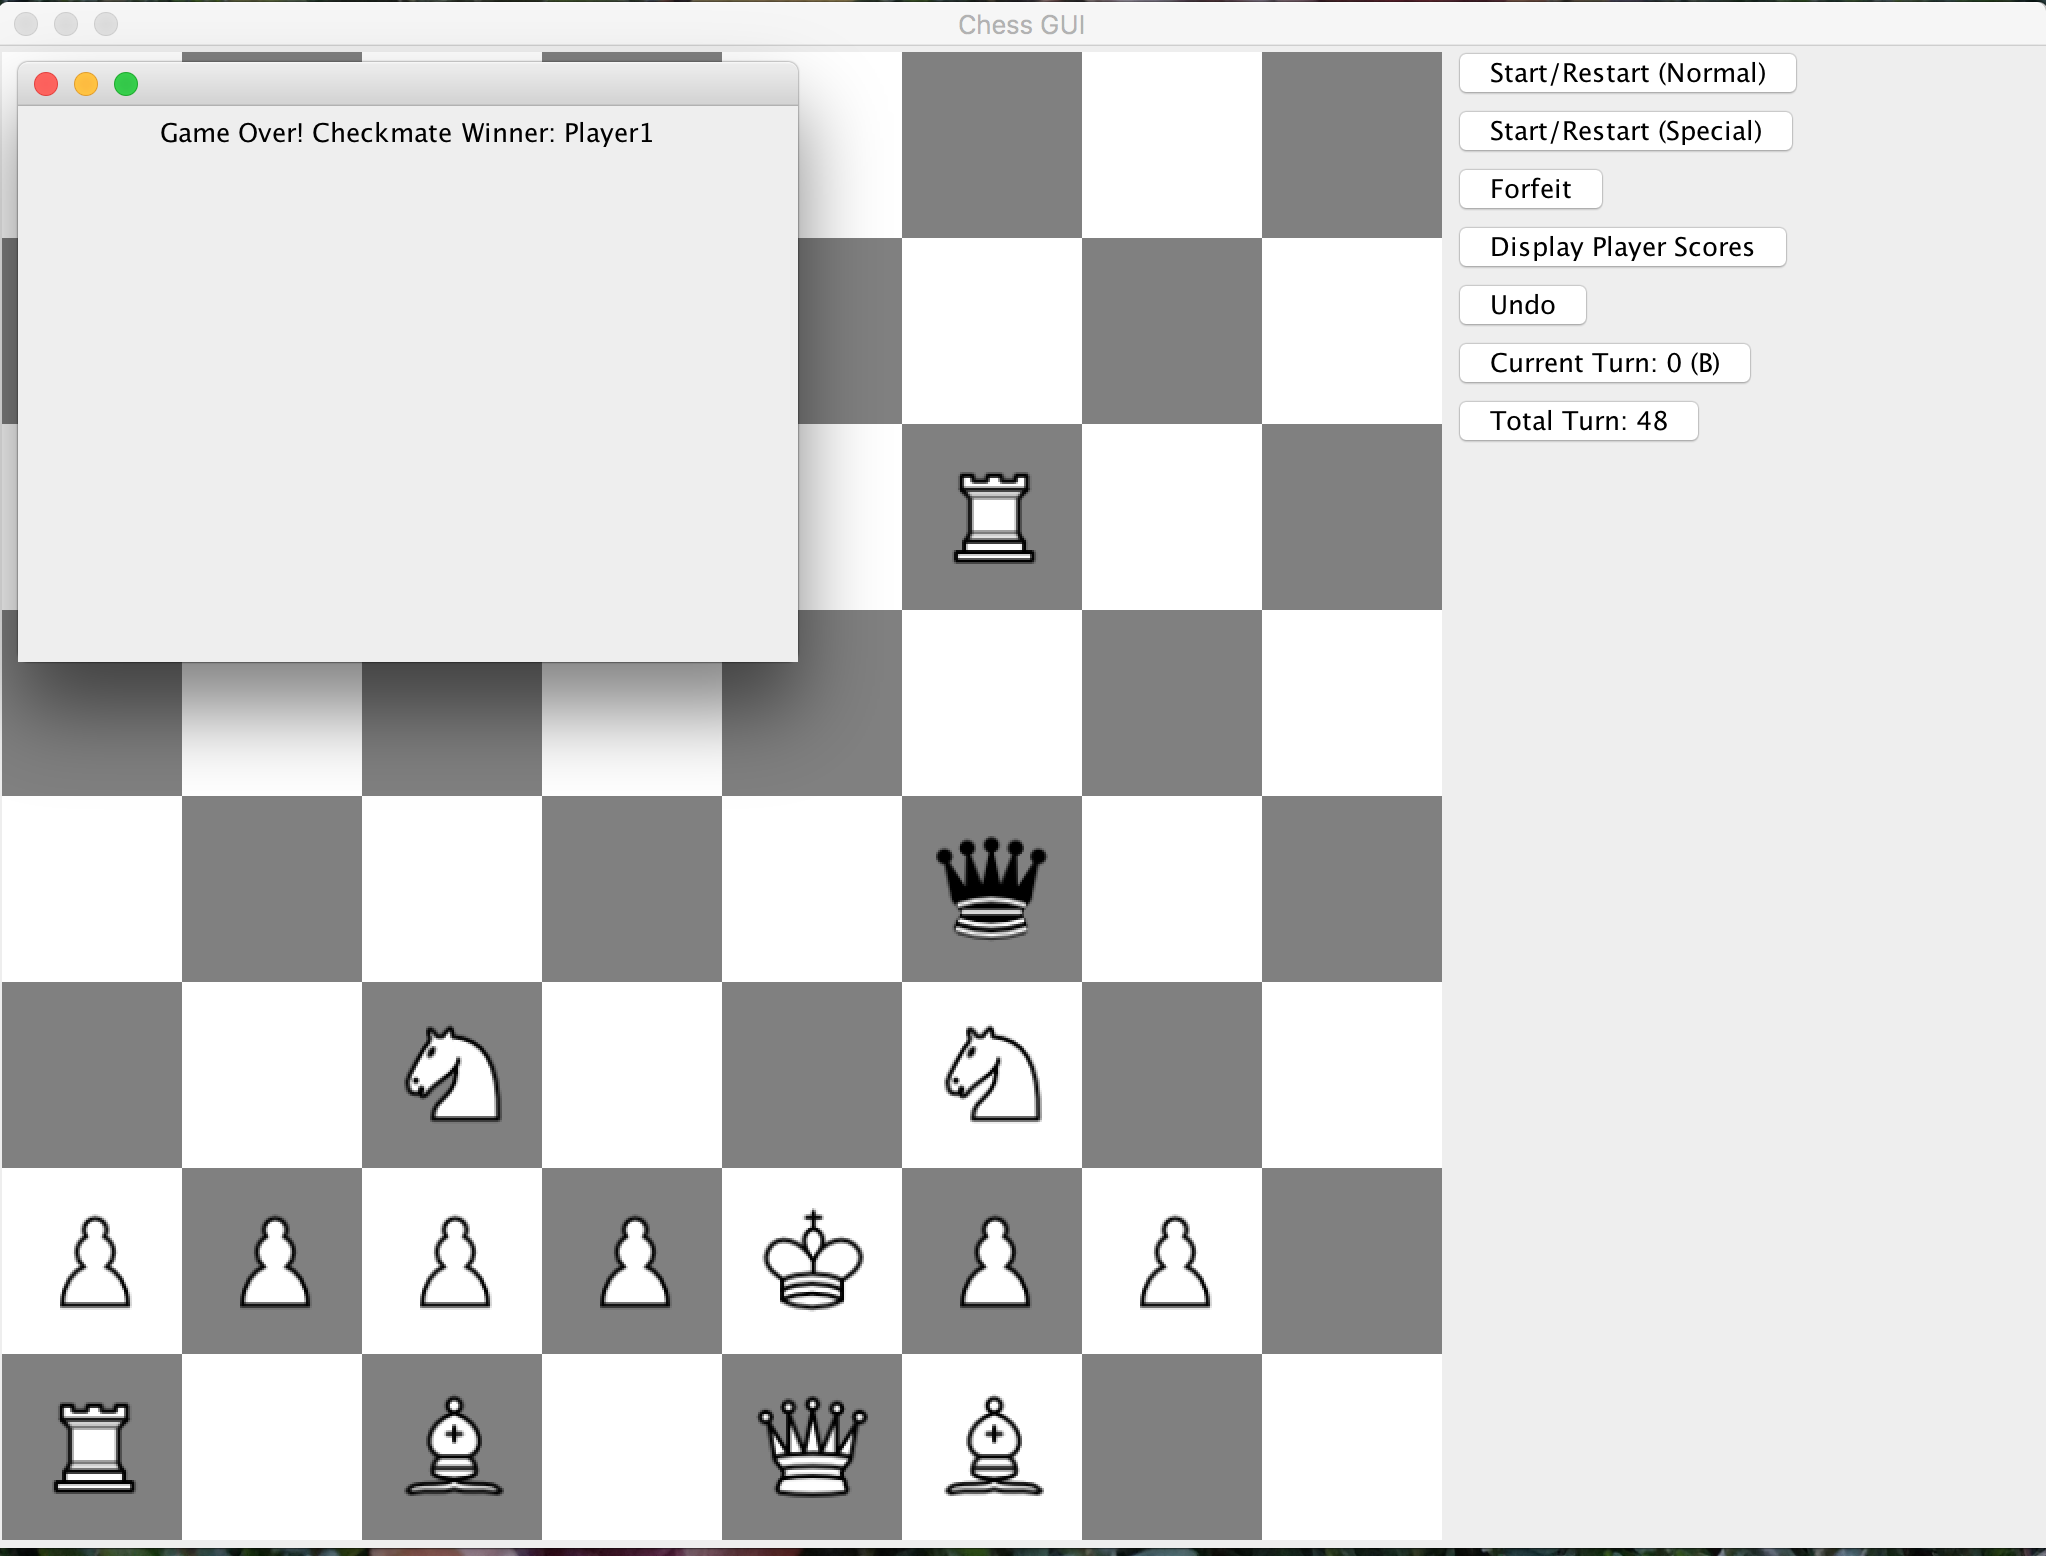 Chess GUI
Game Over! Checkmate Winner: Player1
Start/Restart (Normal)
Start/Restart (Special)
Forfeit
Display Player Scores
Undo
Current Turn: 0 (B)
Total Turn: 48